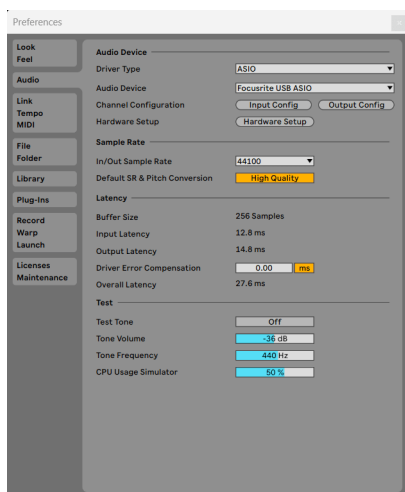 Preferences
Look
Feel
Audio
Link
Tempo
MIDI
File
Folder
Library
Plug-Ins
Record
Warp
Launch
Licenses
Maintenance
Audio Device
Driver Type ASIO
Audio Device Focusrite USB ASIO
Channel Configuration Input Config Output Config
Hardware Setup Hardware Setup
Sample Rate
In/Out Sample Rate 44100
Default SR & Pitch Conversion High Quality
Latency
Buffer Size 256 Samples
Input Latency 12.8 ms
Output Latency 14.8 ms
Driver Error Compensation 0.00 ms
Overall Latency 27.6 ms
Test
Test Tone Off
Tone Volume -36 dB
Tone Frequency 440 Hz
CPU Usage Simulator 50 %